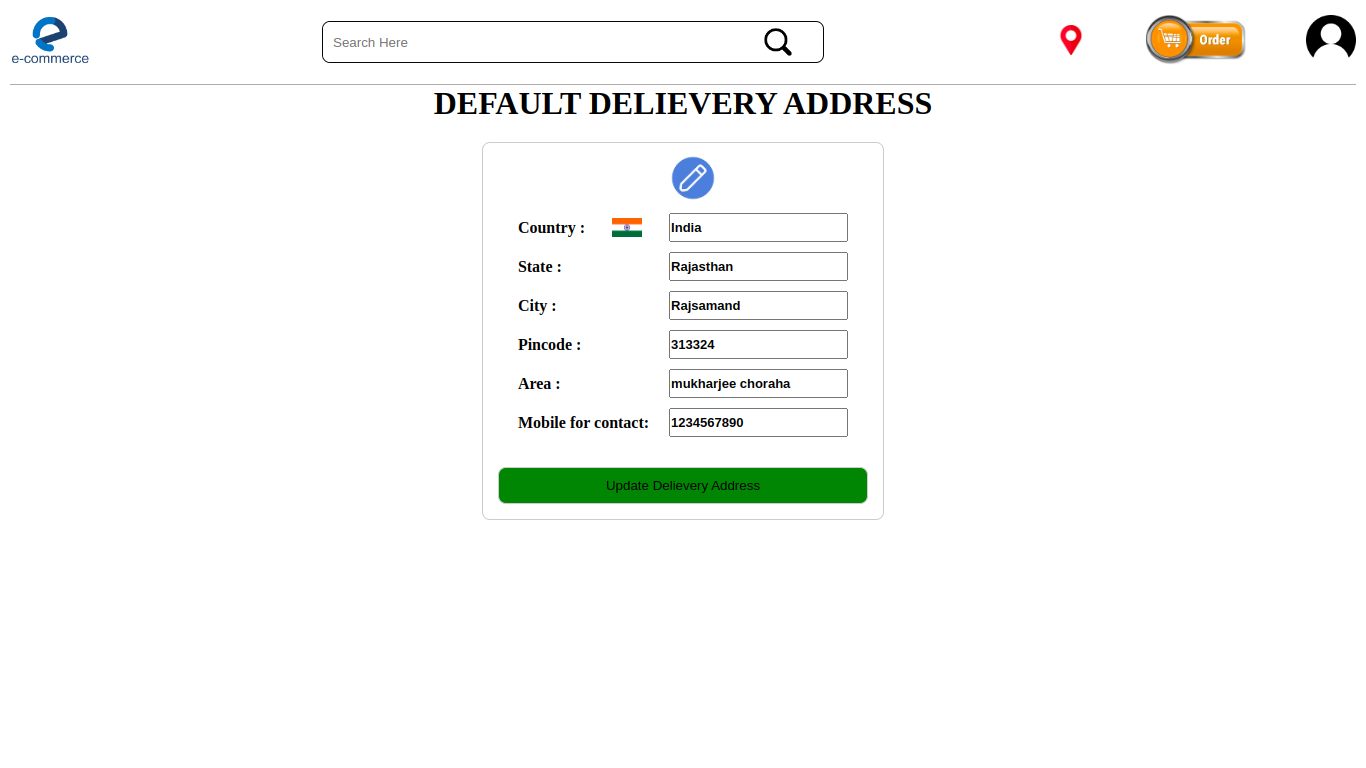 e-commerce
Search Here
Order
DEFAULT DELIEVERY ADDRESS
Country : India
State : Rajasthan
City : Rajsamand
Pincode : 313324
Area : mukharjee choraha
Mobile for contact: 1234567890
Update Delievery Address